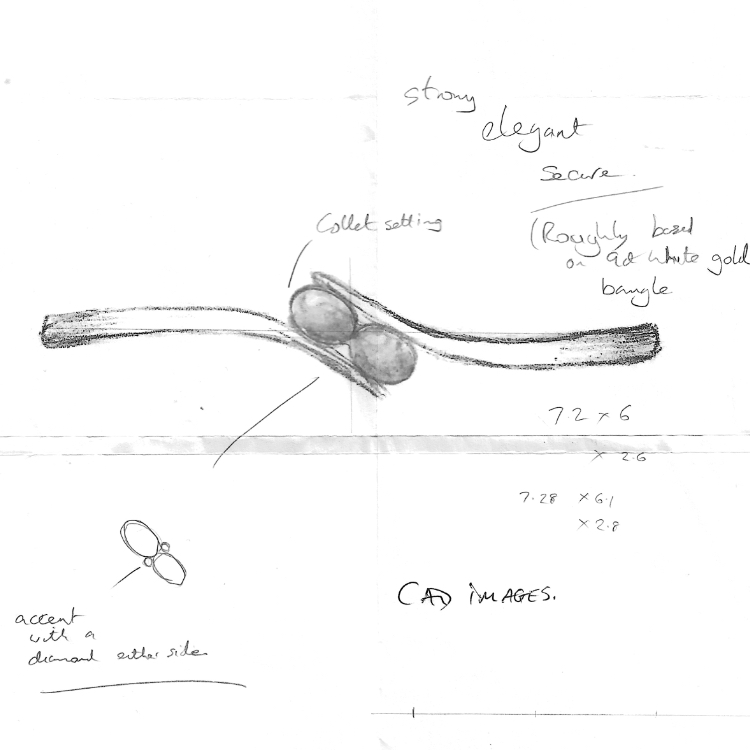 strong
elegant
Secure.
Collet setting
(Roughly based
on 9ct white gold
bangle
7.2 x 6
x 2.6
7.28 x 6.1
x 2.8
CAD IMAGES.
accent
with a
diamond either side